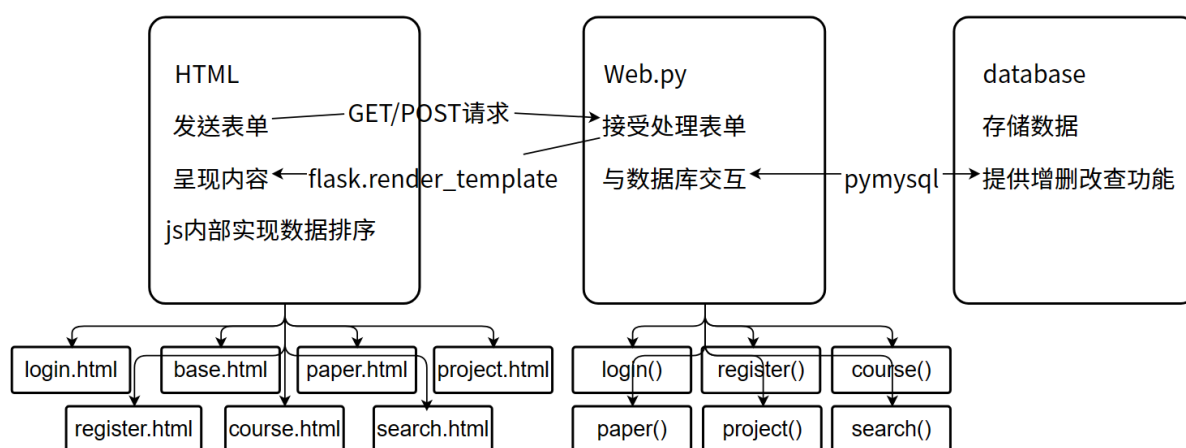 HTML
发送表单
呈现内容
js内部实现数据排序
GET/POST请求
flask.render_template
Web.py
接受处理表单
与数据库交互
pymysql
database
存储数据
提供增删改查功能
login.html
base.html
paper.html
project.html
register.html
course.html
search.html
login()
register()
course()
paper()
project()
search()